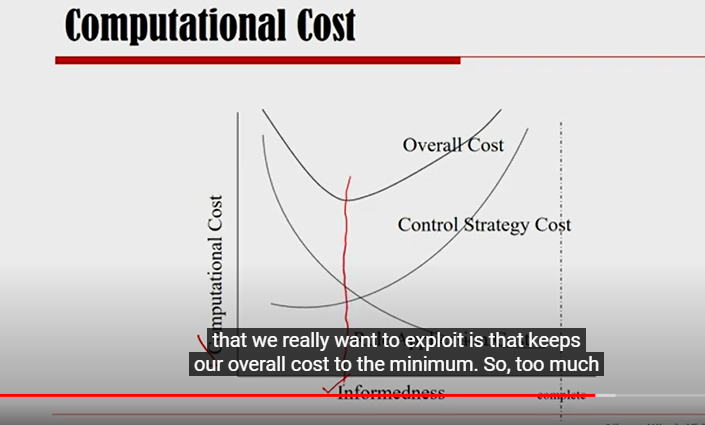 Computational Cost
Overall Cost
Control Strategy Cost
Computational Cost
that we really want to exploit is that keeps
our overall cost to the minimum. So, too much
Informedness
complete